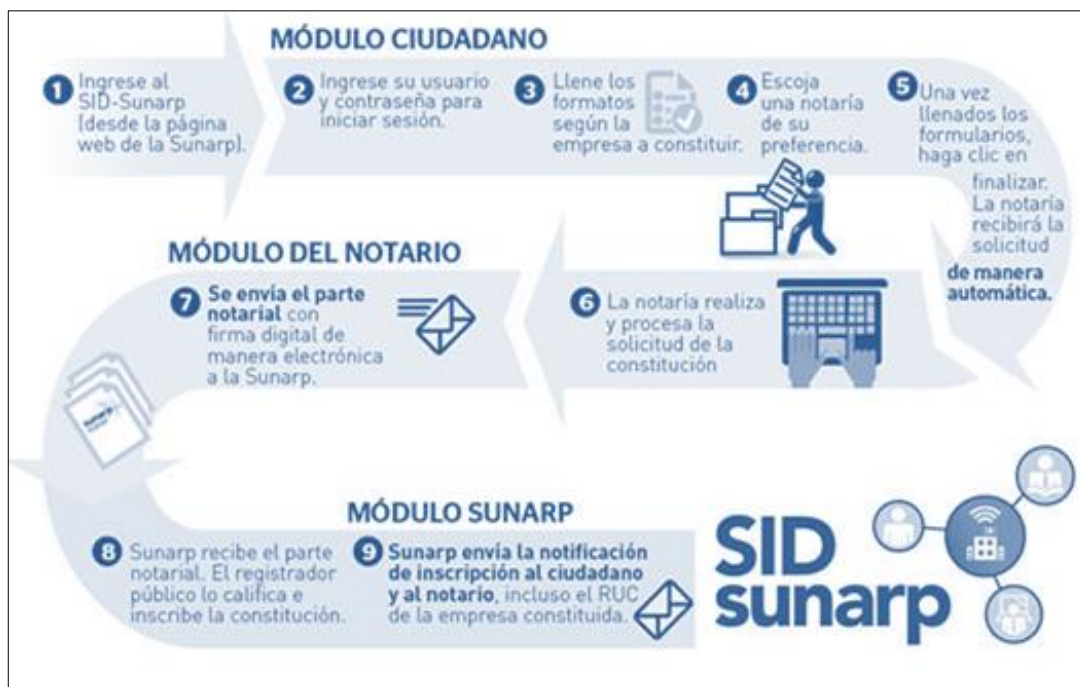 MÓDULO CIUDADANO
1 Ingrese al
SID-Sunarp
(desde la página
web de la Sunarp).
2 Ingrese su usuario
y contraseña para
iniciar sesión.
3 Llene los
formatos
según la
empresa a constituir.
4 Escoja
una notaría
de su
preferencia.
5 Una vez
llenados los
formularios,
haga clic en
finalizar.
La notaría
recibirá la
solicitud
de manera
automática.
MÓDULO DEL NOTARIO
6 La notaría realiza
y procesa la
solicitud de la
constitución
7 Se envía el parte
notarial con
firma digital de
manera electrónica
a la Sunarp.
sunarp
MÓDULO SUNARP
8 Sunarp recibe el parte
notarial. El registrador
público lo califica e
inscribe la constitución.
9 Sunarp envía la notificación
de inscripción al ciudadano
y al notario, incluso el RUC
de la empresa constituida.
SID
sunarp